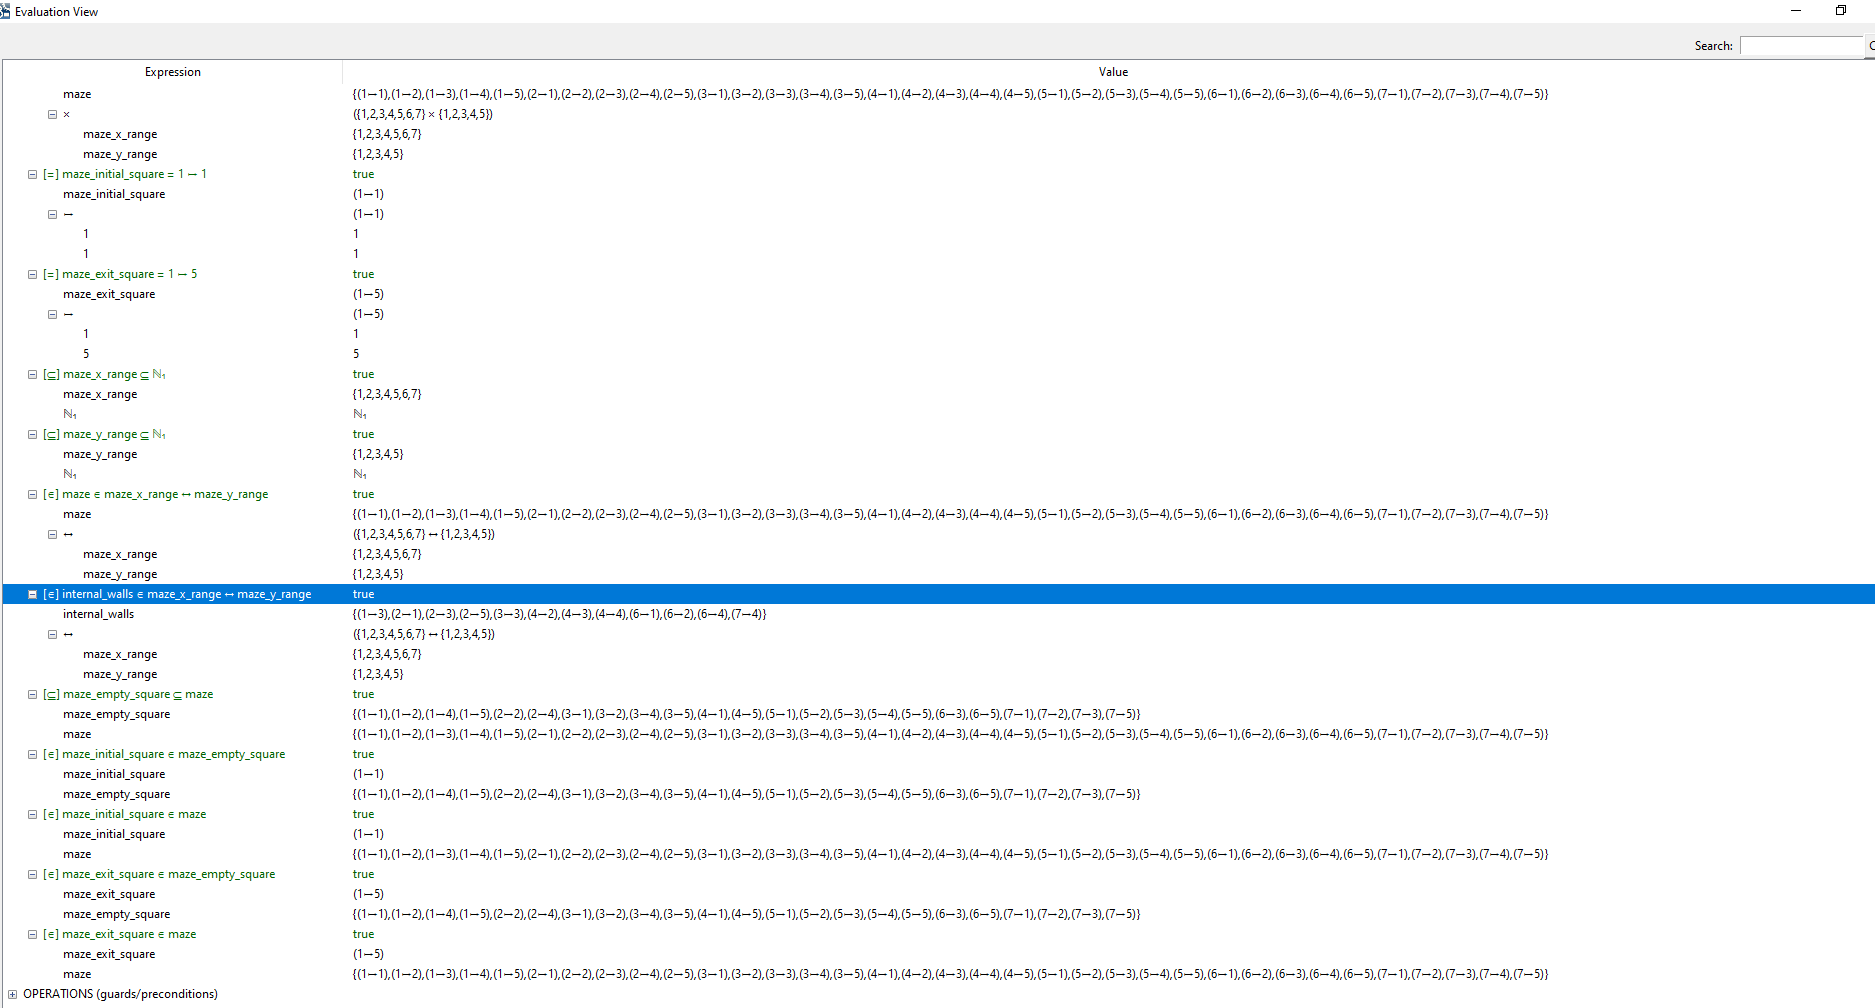 Evaluation View
Search:
Expression Value
maze {(1↦1),(1↦2),(1↦3),(1↦4),(1↦5),(2↦1),(2↦2),(2↦3),(2↦4),(2↦5),(3↦1),(3↦2),(3↦3),(3↦4),(3↦5),(4↦1),(4↦2),(4↦3),(4↦4),(4↦5),(5↦1),(5↦2),(5↦3),(5↦4),(5↦5),(6↦1),(6↦2),(6↦3),(6↦4),(6↦5),(7↦1),(7↦2),(7↦3),(7↦4),(7↦5)}
× ({1,2,3,4,5,6,7} × {1,2,3,4,5})
maze_x_range {1,2,3,4,5,6,7}
maze_y_range {1,2,3,4,5}
[=] maze_initial_square = 1 ↦ 1 true
maze_initial_square (1↦1)
↦ (1↦1)
1 1
1 1
[=] maze_exit_square = 1 ↦ 5 true
maze_exit_square (1↦5)
↦ (1↦5)
1 1
5 5
[⊆] maze_x_range ⊆ ℕ₁ true
maze_x_range {1,2,3,4,5,6,7}
ℕ₁ ℕ₁
[⊆] maze_y_range ⊆ ℕ₁ true
maze_y_range {1,2,3,4,5}
ℕ₁ ℕ₁
[∈] maze ∈ maze_x_range ↔ maze_y_range true
maze {(1↦1),(1↦2),(1↦3),(1↦4),(1↦5),(2↦1),(2↦2),(2↦3),(2↦4),(2↦5),(3↦1),(3↦2),(3↦3),(3↦4),(3↦5),(4↦1),(4↦2),(4↦3),(4↦4),(4↦5),(5↦1),(5↦2),(5↦3),(5↦4),(5↦5),(6↦1),(6↦2),(6↦3),(6↦4),(6↦5),(7↦1),(7↦2),(7↦3),(7↦4),(7↦5)}
↔ ({1,2,3,4,5,6,7} ↔ {1,2,3,4,5})
maze_x_range {1,2,3,4,5,6,7}
maze_y_range {1,2,3,4,5}
[∈] internal_walls ∈ maze_x_range ↔ maze_y_range true
internal_walls {(1↦3),(2↦1),(2↦3),(2↦5),(3↦3),(4↦2),(4↦3),(4↦4),(6↦1),(6↦2),(6↦4),(7↦4)}
↔ ({1,2,3,4,5,6,7} ↔ {1,2,3,4,5})
maze_x_range {1,2,3,4,5,6,7}
maze_y_range {1,2,3,4,5}
[⊆] maze_empty_square ⊆ maze true
maze_empty_square {(1↦1),(1↦2),(1↦4),(1↦5),(2↦2),(2↦4),(3↦1),(3↦2),(3↦4),(3↦5),(4↦1),(4↦5),(5↦1),(5↦2),(5↦3),(5↦4),(5↦5),(6↦3),(6↦5),(7↦1),(7↦2),(7↦3),(7↦5)}
maze {(1↦1),(1↦2),(1↦3),(1↦4),(1↦5),(2↦1),(2↦2),(2↦3),(2↦4),(2↦5),(3↦1),(3↦2),(3↦3),(3↦4),(3↦5),(4↦1),(4↦2),(4↦3),(4↦4),(4↦5),(5↦1),(5↦2),(5↦3),(5↦4),(5↦5),(6↦1),(6↦2),(6↦3),(6↦4),(6↦5),(7↦1),(7↦2),(7↦3),(7↦4),(7↦5)}
[∈] maze_initial_square ∈ maze_empty_square true
maze_initial_square (1↦1)
maze_empty_square {(1↦1),(1↦2),(1↦4),(1↦5),(2↦2),(2↦4),(3↦1),(3↦2),(3↦4),(3↦5),(4↦1),(4↦5),(5↦1),(5↦2),(5↦3),(5↦4),(5↦5),(6↦3),(6↦5),(7↦1),(7↦2),(7↦3),(7↦5)}
[∈] maze_initial_square ∈ maze true
maze_initial_square (1↦1)
maze {(1↦1),(1↦2),(1↦3),(1↦4),(1↦5),(2↦1),(2↦2),(2↦3),(2↦4),(2↦5),(3↦1),(3↦2),(3↦3),(3↦4),(3↦5),(4↦1),(4↦2),(4↦3),(4↦4),(4↦5),(5↦1),(5↦2),(5↦3),(5↦4),(5↦5),(6↦1),(6↦2),(6↦3),(6↦4),(6↦5),(7↦1),(7↦2),(7↦3),(7↦4),(7↦5)}
[∈] maze_exit_square ∈ maze_empty_square true
maze_exit_square (1↦5)
maze_empty_square {(1↦1),(1↦2),(1↦4),(1↦5),(2↦2),(2↦4),(3↦1),(3↦2),(3↦4),(3↦5),(4↦1),(4↦5),(5↦1),(5↦2),(5↦3),(5↦4),(5↦5),(6↦3),(6↦5),(7↦1),(7↦2),(7↦3),(7↦5)}
[∈] maze_exit_square ∈ maze true
maze_exit_square (1↦5)
maze {(1↦1),(1↦2),(1↦3),(1↦4),(1↦5),(2↦1),(2↦2),(2↦3),(2↦4),(2↦5),(3↦1),(3↦2),(3↦3),(3↦4),(3↦5),(4↦1),(4↦2),(4↦3),(4↦4),(4↦5),(5↦1),(5↦2),(5↦3),(5↦4),(5↦5),(6↦1),(6↦2),(6↦3),(6↦4),(6↦5),(7↦1),(7↦2),(7↦3),(7↦4),(7↦5)}
OPERATIONS (guards/preconditions)